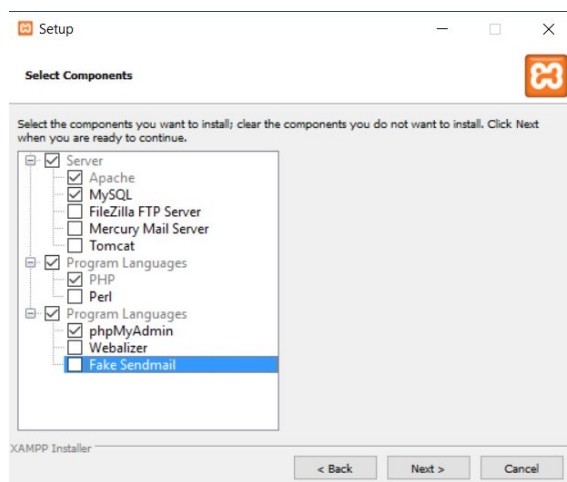 Setup
Select Components
Select the components you want to install; clear the components you do not want to install. Click Next
when you are ready to continue.
Server
Apache
MySQL
FileZilla FTP Server
Mercury Mail Server
Tomcat
Program Languages
PHP
Perl
Program Languages
phpMyAdmin
Webalizer
Fake Sendmail
XAMPP Installer
< Back
Next >
Cancel